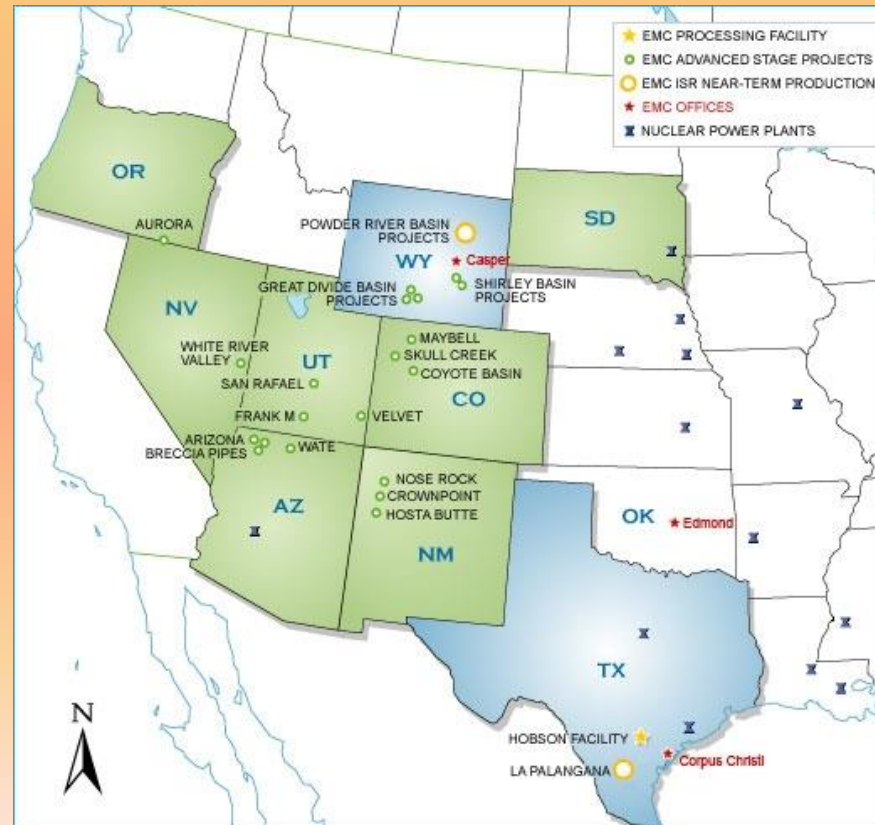 EMC PROCESSING FACILITY
EMC ADVANCED STAGE PROJECTS
EMC ISR NEAR-TERM PRODUCTION
EMC OFFICES
NUCLEAR POWER PLANTS
OR
AURORA
POWDER RIVER BASIN
PROJECTS
SD
WY
Casper
GREAT DIVIDE BASIN
PROJECTS
SHIRLEY BASIN
PROJECTS
NV
WHITE RIVER
VALLEY
UT
MAYBELL
SKULL CREEK
COYOTE BASIN
SAN RAFAEL
CO
FRANK M
VELVET
ARIZONA
BRECCIA PIPES
WATE
NOSE ROCK
CROWNPOINT
HOSTA BUTTE
AZ
NM
OK
Edmond
TX
N
HOBSON FACILITY
Corpus Christi
LA PALANGANA